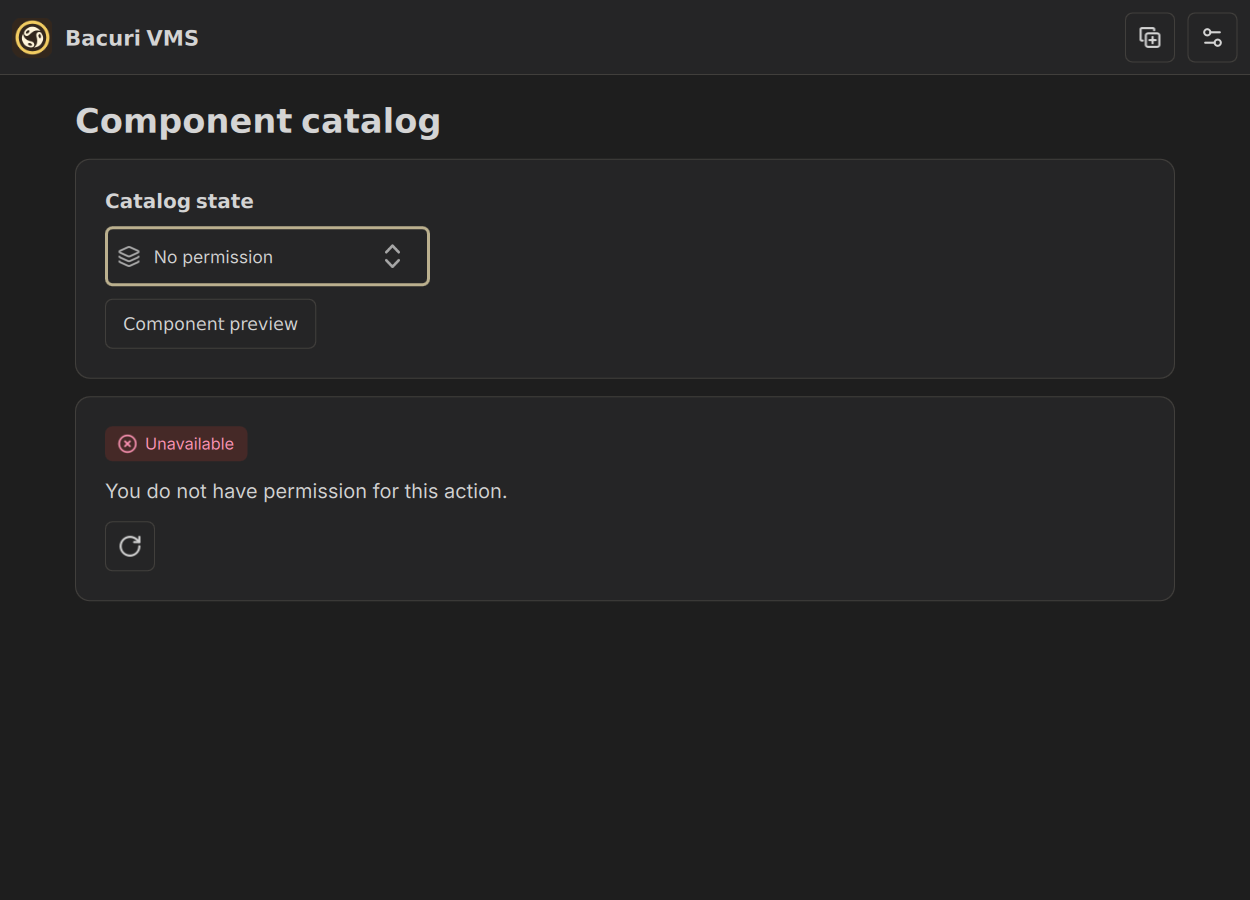 Bacuri VMS
Component catalog
Catalog state
No permission
Component preview
Unavailable
You do not have permission for this action.